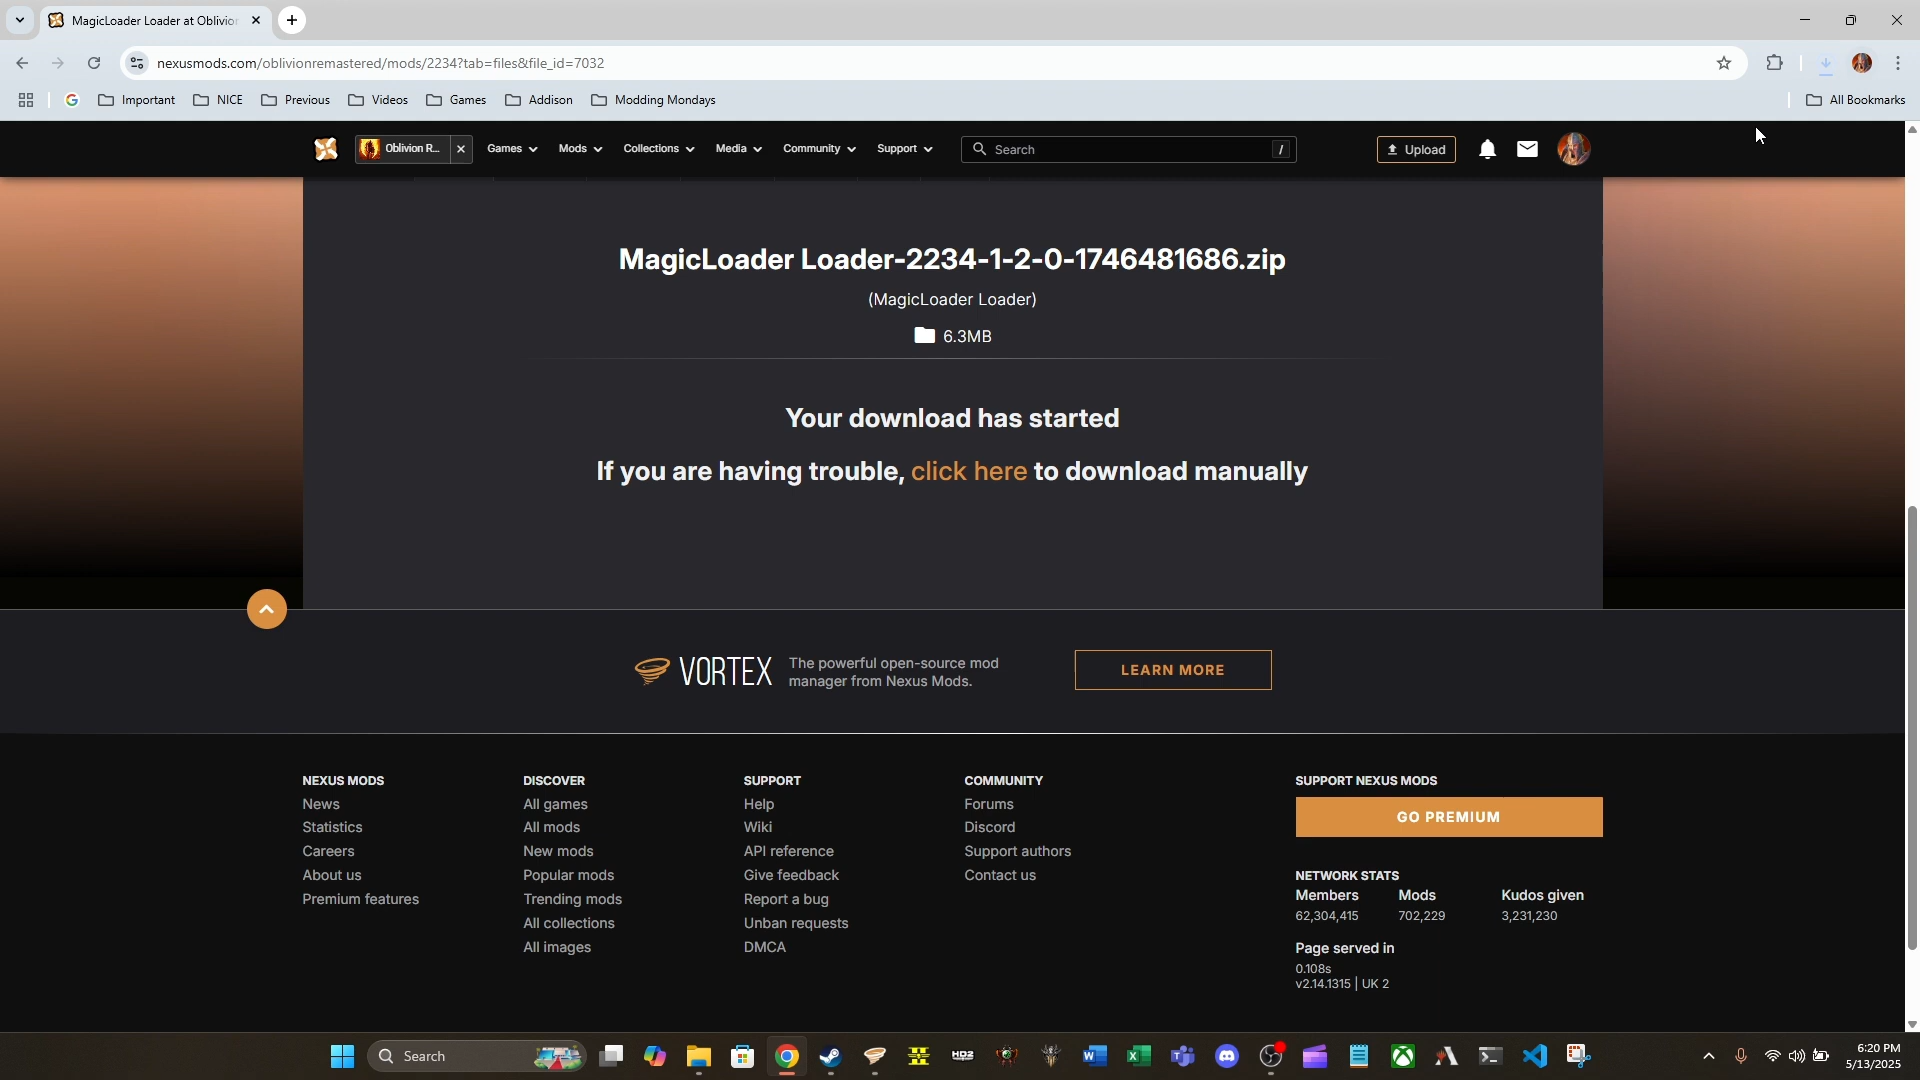 MagicLoader Loader at Oblivion
nexusmods.com/oblivionremastered/mods/2234?tab=files&file_id=7032
Important
NICE
Previous
Videos
Games
Addison
Modding Mondays
All Bookmarks
Oblivion R...
Games
Mods
Collections
Media
Community
Support
Search
/
Upload
MagicLoader Loader-2234-1-2-0-1746481686.zip
(MagicLoader Loader)
6.3MB
Your download has started
If you are having trouble, click here to download manually
VORTEX
The powerful open-source mod
manager from Nexus Mods.
LEARN MORE
NEXUS MODS
News
Statistics
Careers
About us
Premium features
DISCOVER
All games
All mods
New mods
Popular mods
Trending mods
All collections
All images
SUPPORT
Help
Wiki
API reference
Give feedback
Report a bug
Unban requests
DMCA
COMMUNITY
Forums
Discord
Support authors
Contact us
SUPPORT NEXUS MODS
GO PREMIUM
NETWORK STATS
Members
Mods
Kudos given
62,304,415
702,229
3,231,230
Page served in
0.108s
v2.14.1315 | UK 2
Search
HD2
6:20 PM
5/13/2025